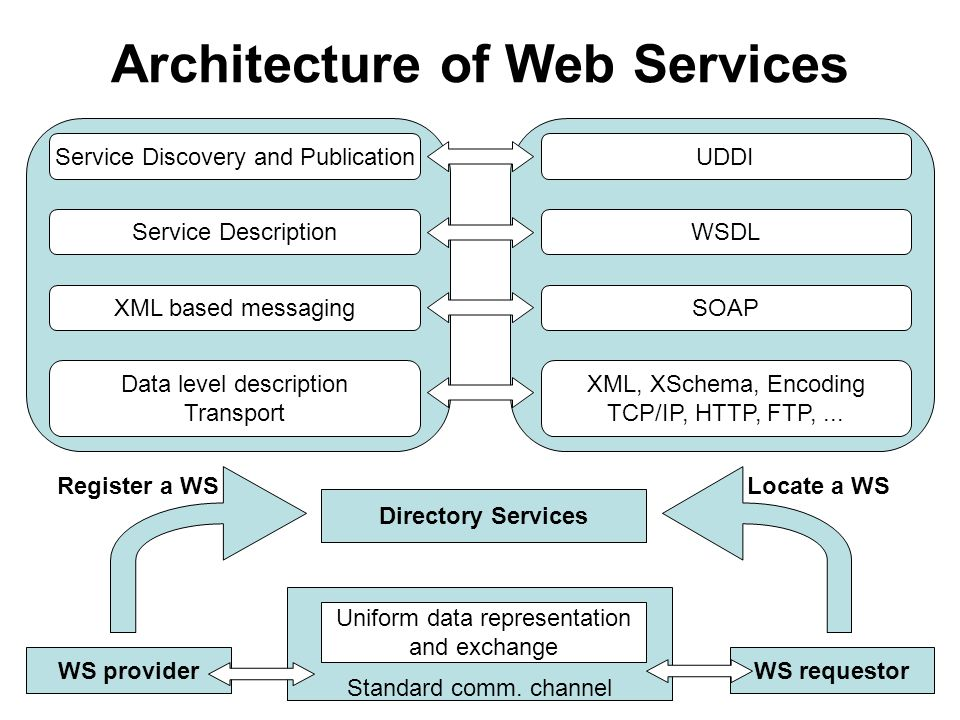 Architecture of Web Services
Service Discovery and Publication
UDDI
Service Description
WSDL
XML based messaging
SOAP
Data level description
Transport
XML, XSchema, Encoding
TCP/IP, HTTP, FTP, ...
Register a WS
Locate a WS
Directory Services
Uniform data representation
and exchange
WS provider
WS requestor
Standard comm. channel